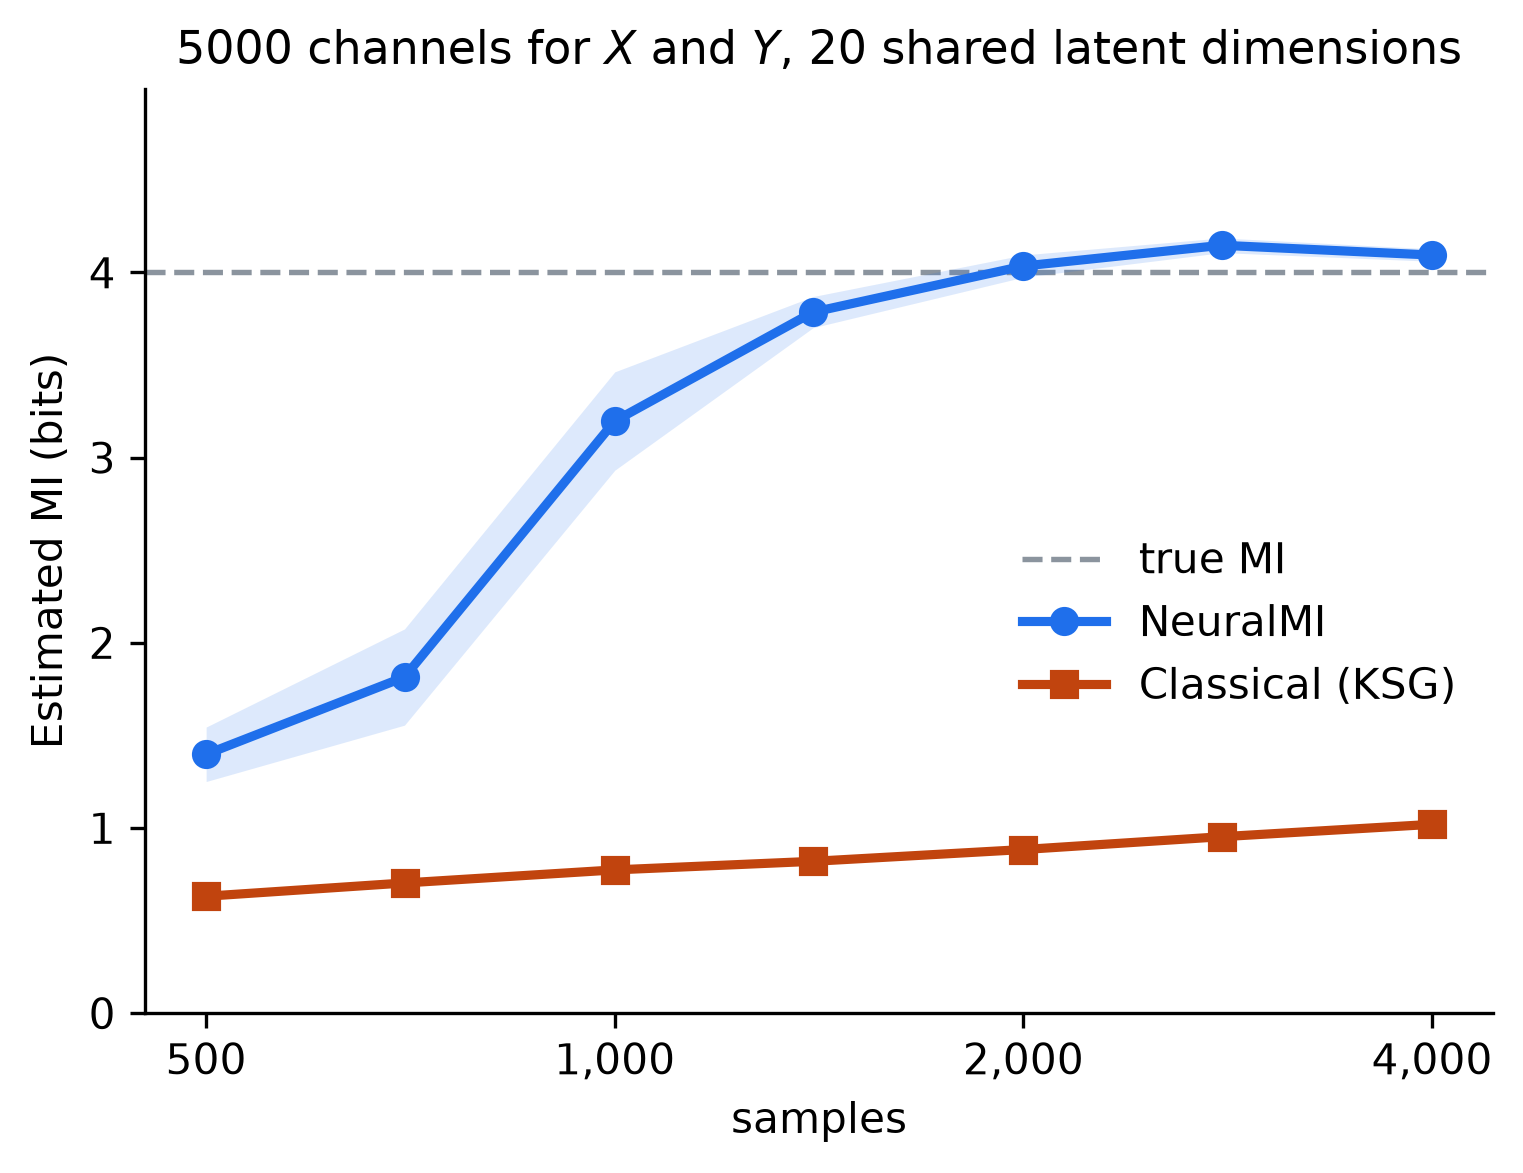 5000 channels for X and Y, 20 shared latent dimensions
Estimated MI (bits)
4
3
2
1
0
true MI
NeuralMI
Classical (KSG)
500
1,000
2,000
4,000
samples